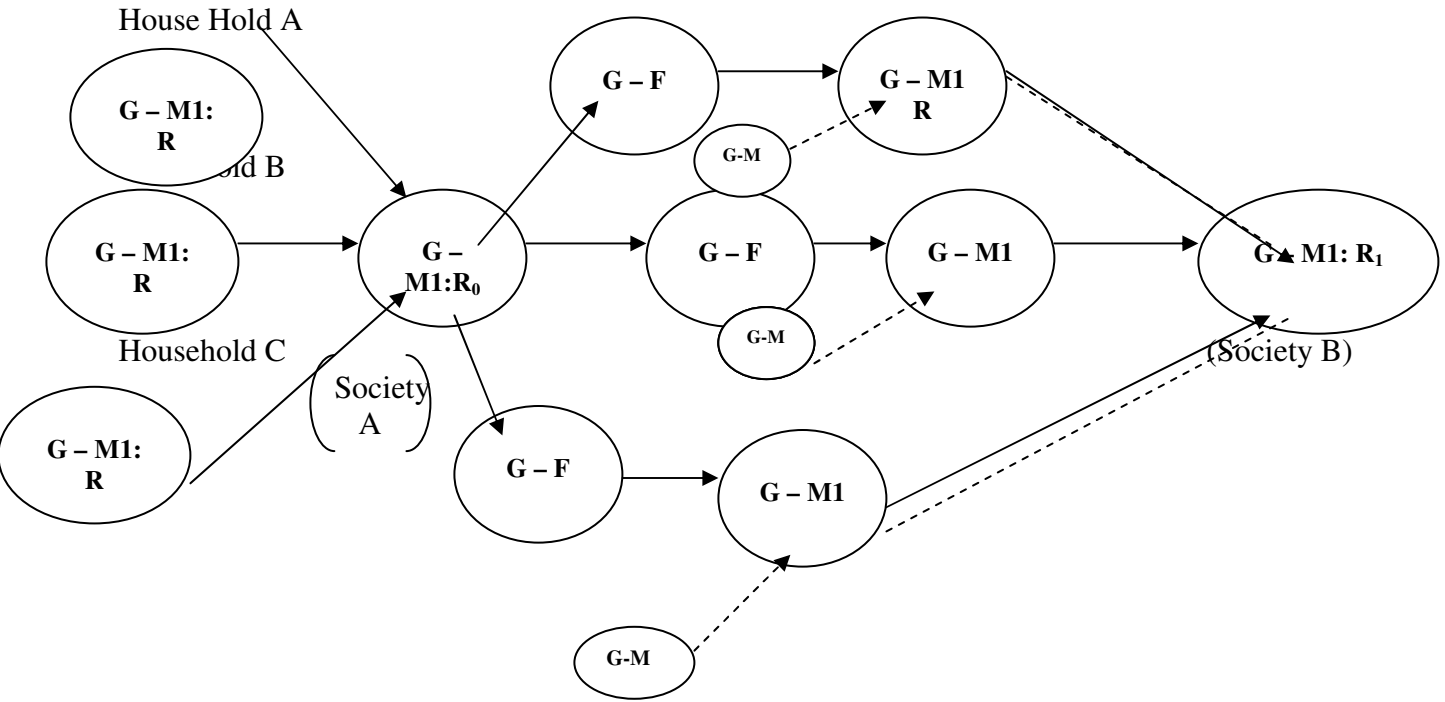 House Hold A
G – M1:
R
old B
G – M1:
R
Household C
G – M1:
R
G –
M1:R₀
Society
A
G – F
G – M1
R
G-M
G – F
G – M1
G-M
G – F
G – M1
G-M
G – M1: R₁
(Society B)